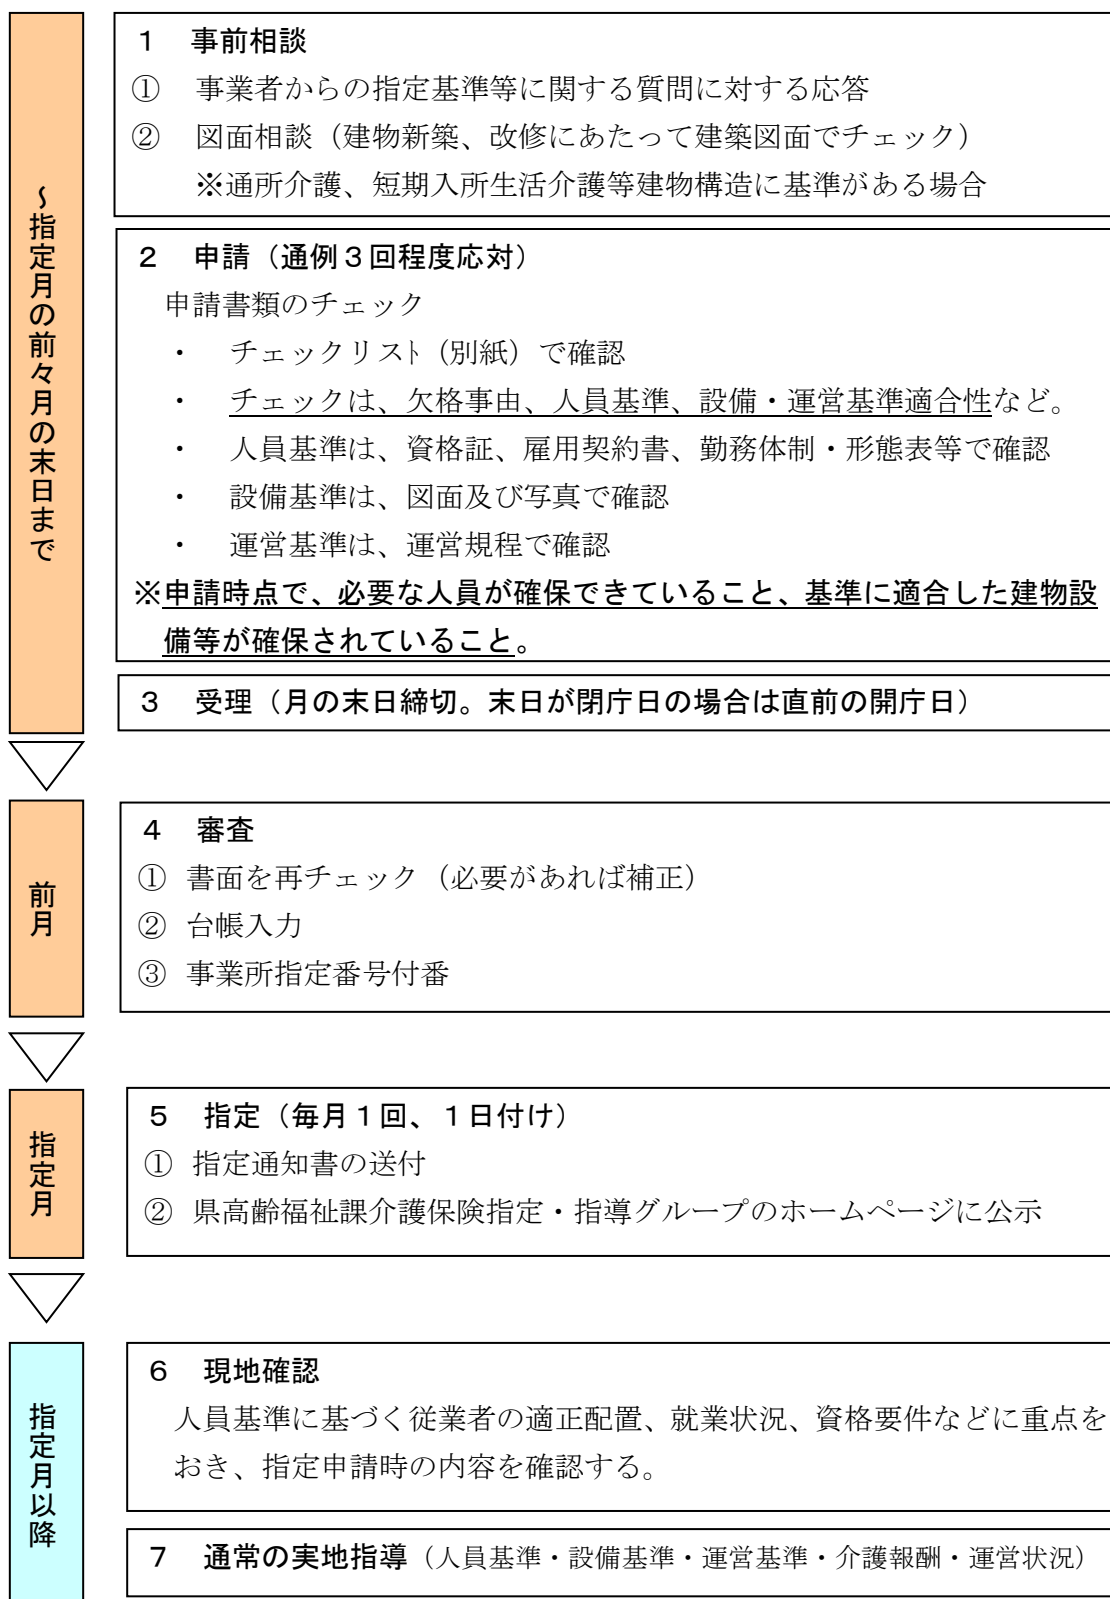 ～指定月の前々月の末日まで
１　事前相談
①　事業者からの指定基準等に関する質問に対する応答
②　図面相談（建物新築、改修にあたって建築図面でチェック）
※通所介護、短期入所生活介護等建物構造に基準がある場合
２　申請（通例３回程度応対）
申請書類のチェック
・　チェックリスト（別紙）で確認
・　チェックは、欠格事由、人員基準、設備・運営基準適合性など。
・　人員基準は、資格証、雇用契約書、勤務体制・形態表等で確認
・　設備基準は、図面及び写真で確認
・　運営基準は、運営規程で確認
※申請時点で、必要な人員が確保できていること、基準に適合した建物設
備等が確保されていること。
３　受理（月の末日締切。末日が閉庁日の場合は直前の開庁日）
前月
４　審査
①　書面を再チェック（必要があれば補正）
②　台帳入力
③　事業所指定番号付番
指定月
５　指定（毎月１回、１日付け）
①　指定通知書の送付
②　県高齢福祉課介護保険指定・指導グループのホームページに公示
指定月以降
６　現地確認
人員基準に基づく従業者の適正配置、就業状況、資格要件などに重点を
おき、指定申請時の内容を確認する。
７　通常の実地指導（人員基準・設備基準・運営基準・介護報酬・運営状況）